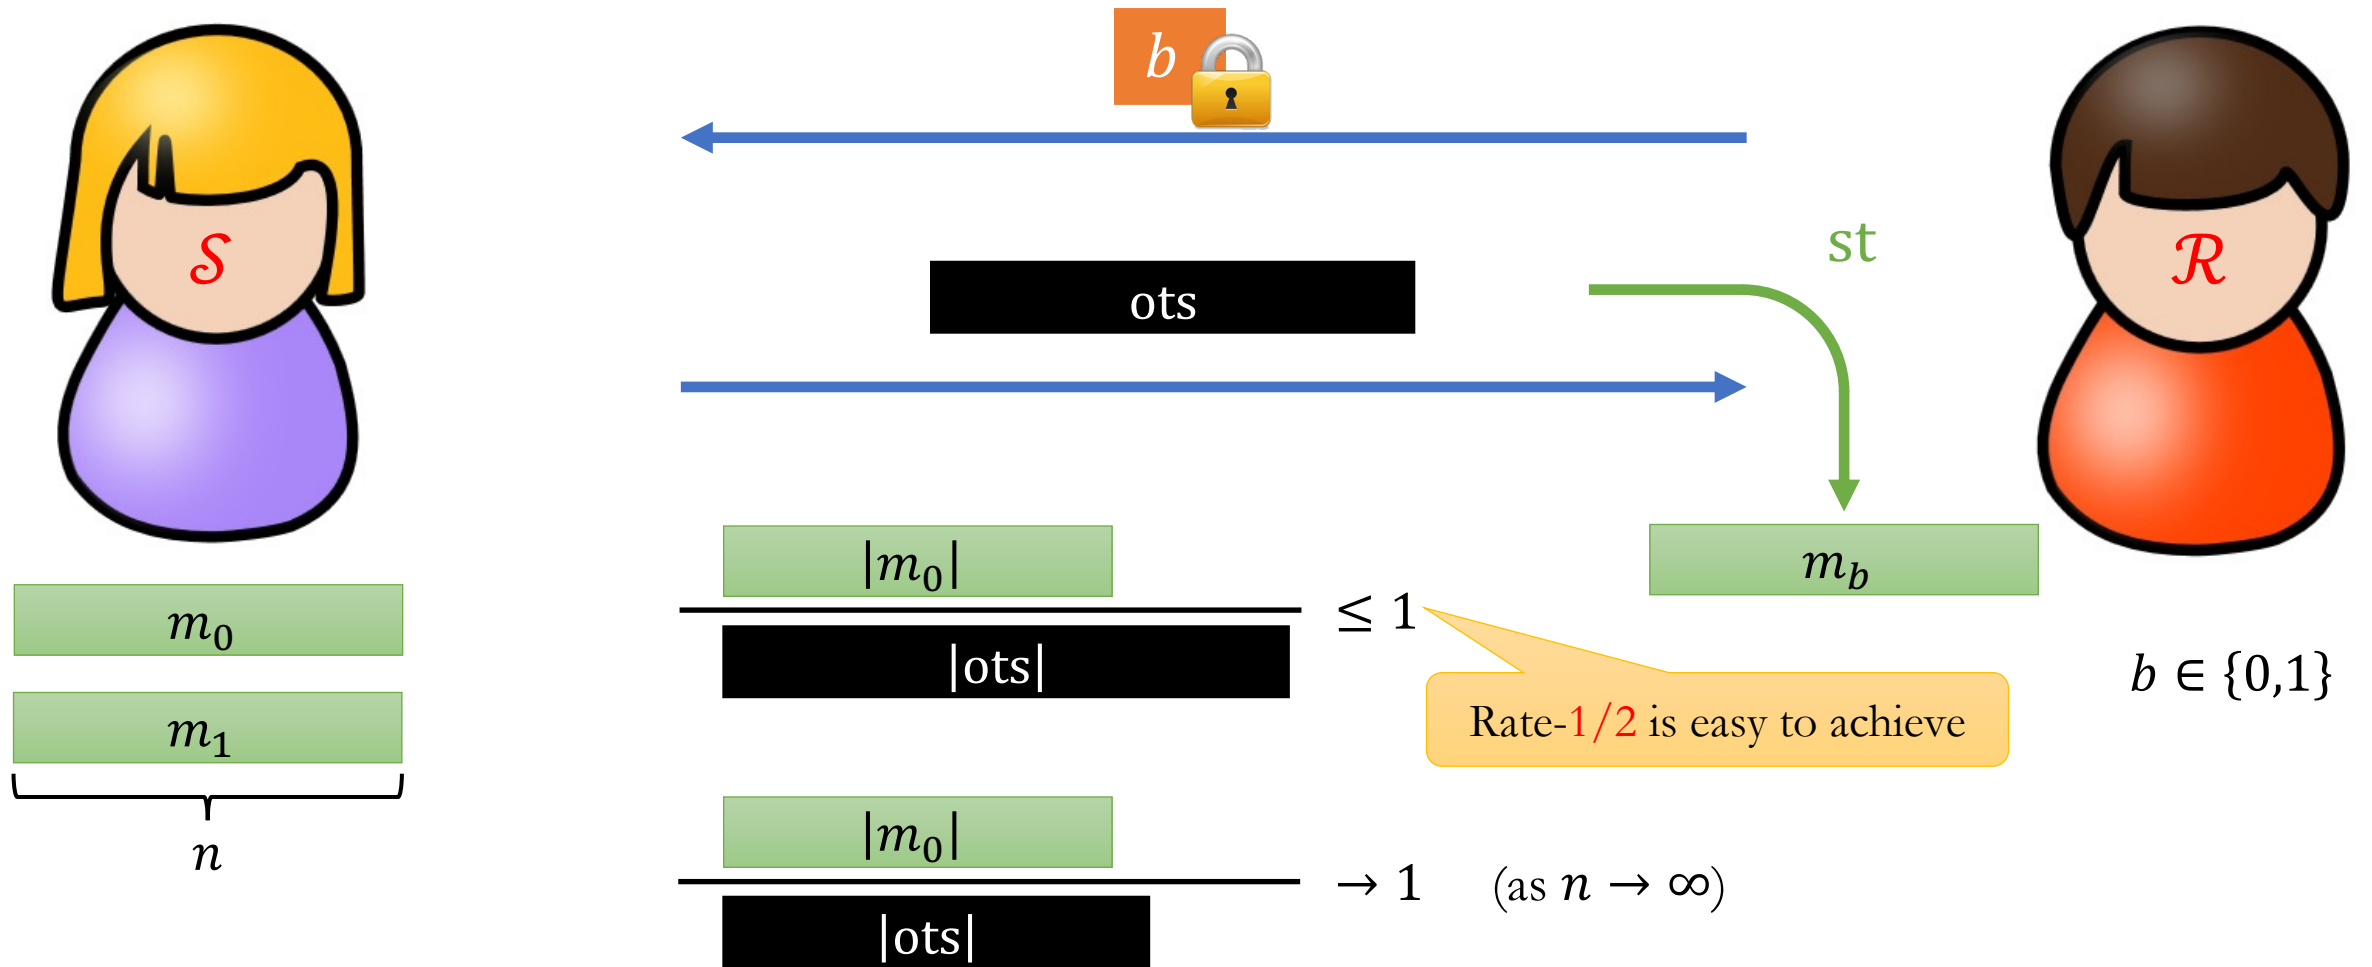 b
𝒮
st
ℛ
ots
|m₀|
m_b
m₀
≤ 1
|ots|
b ∈ {0,1}
m₁
Rate-1/2 is easy to achieve
n
|m₀|
→ 1 (as n → ∞)
|ots|